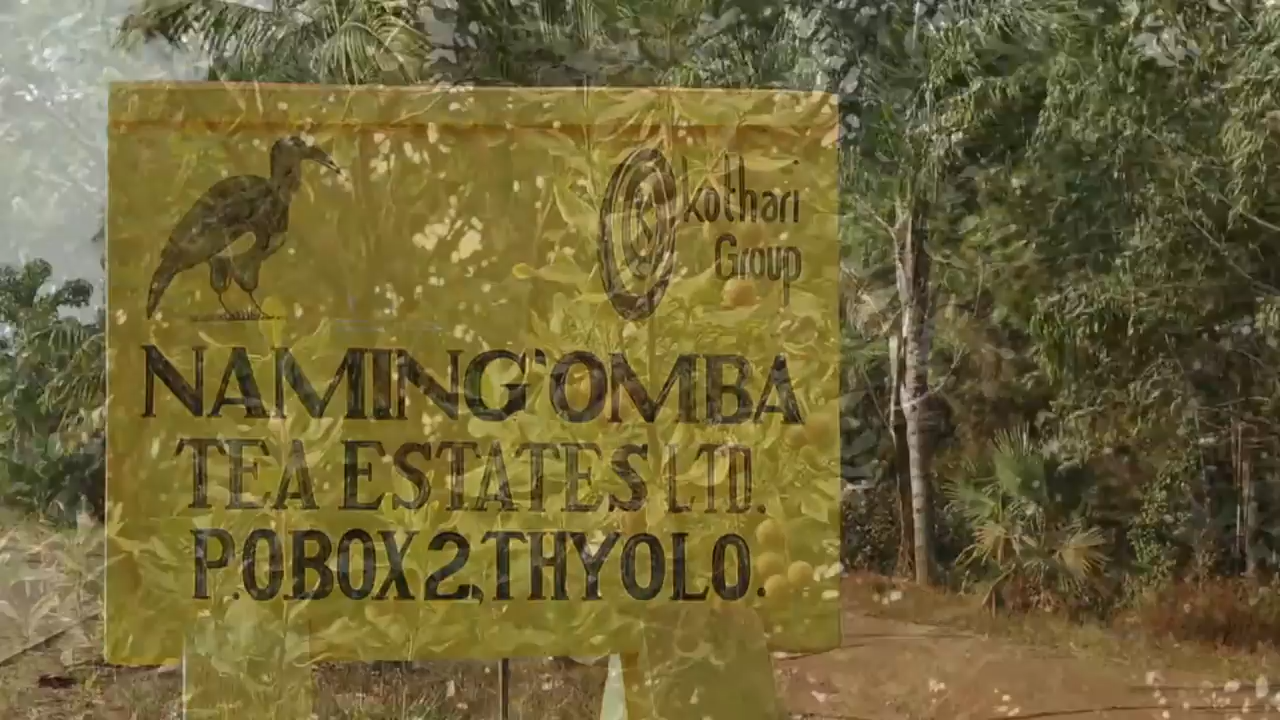 kothari
Group
NAMING'OMBA
TEA ESTATES LTD.
P.O.BOX 2, THYOLO.